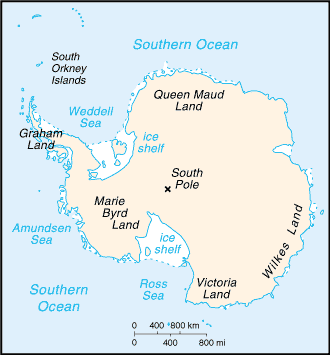 Southern Ocean
South
Orkney
Islands
Queen Maud
Land
Weddell
Sea
Graham
Land
ice
shelf
South
Pole
Marie
Byrd
Land
Amundsen
Sea
ice
shelf
Wilkes Land
Southern
Ocean
Ross
Sea
Victoria
Land
0 400 800 km
0 400 800 mi